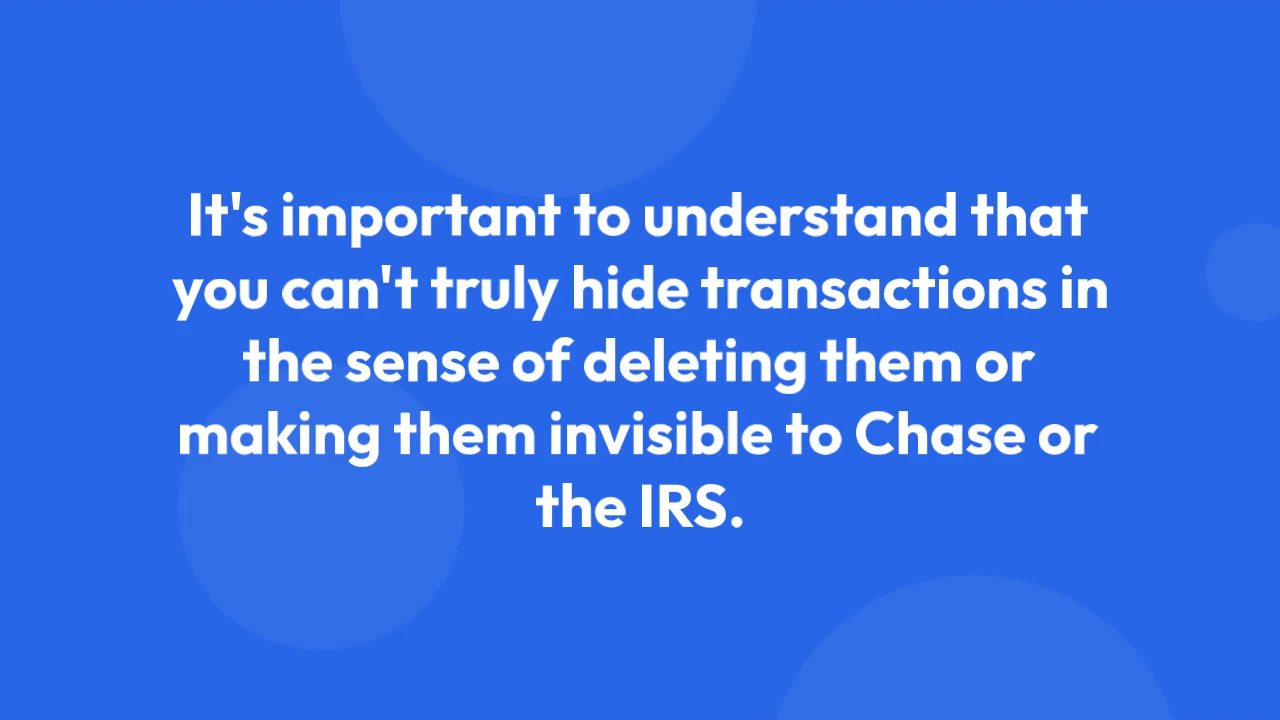 It's important to understand that
you can't truly hide transactions in
the sense of deleting them or
making them invisible to Chase or
the IRS.